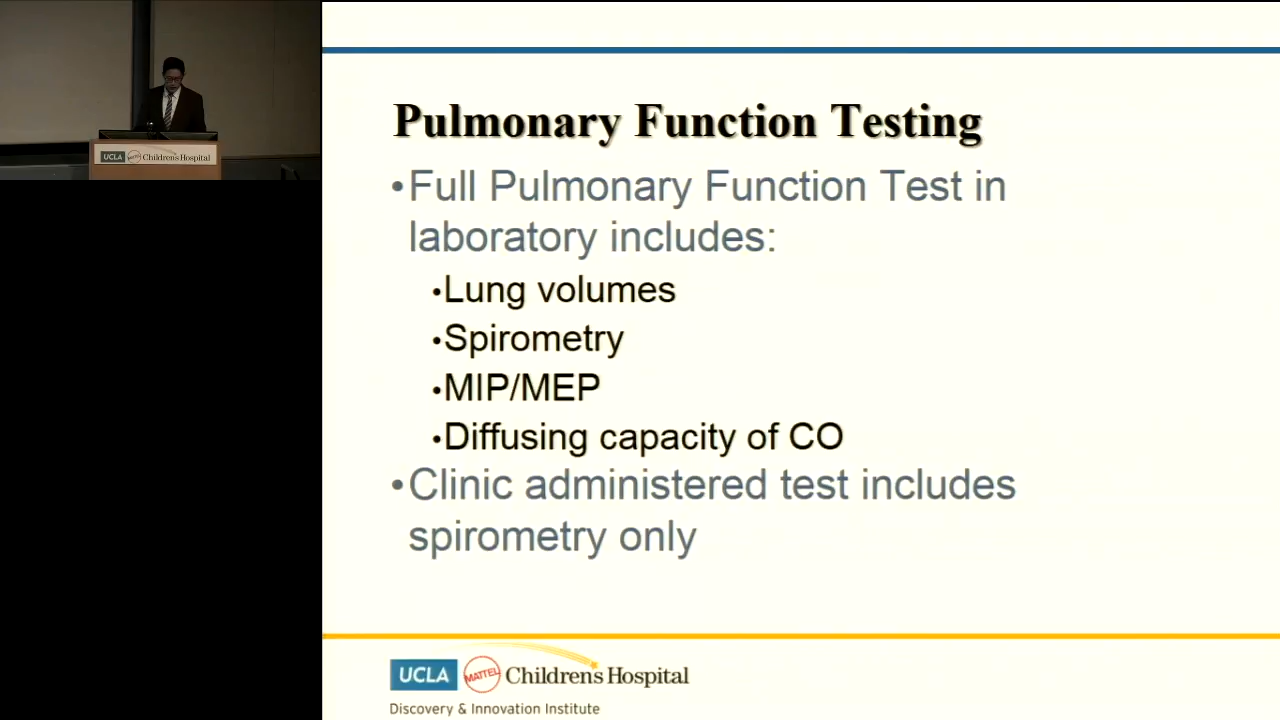 Pulmonary Function Testing
•Full Pulmonary Function Test in
laboratory includes:
•Lung volumes
•Spirometry
•MIP/MEP
•Diffusing capacity of CO
•Clinic administered test includes
spirometry only
UCLA MATTEL Children's Hospital
Discovery & Innovation Institute
UCLA Children's Hospital